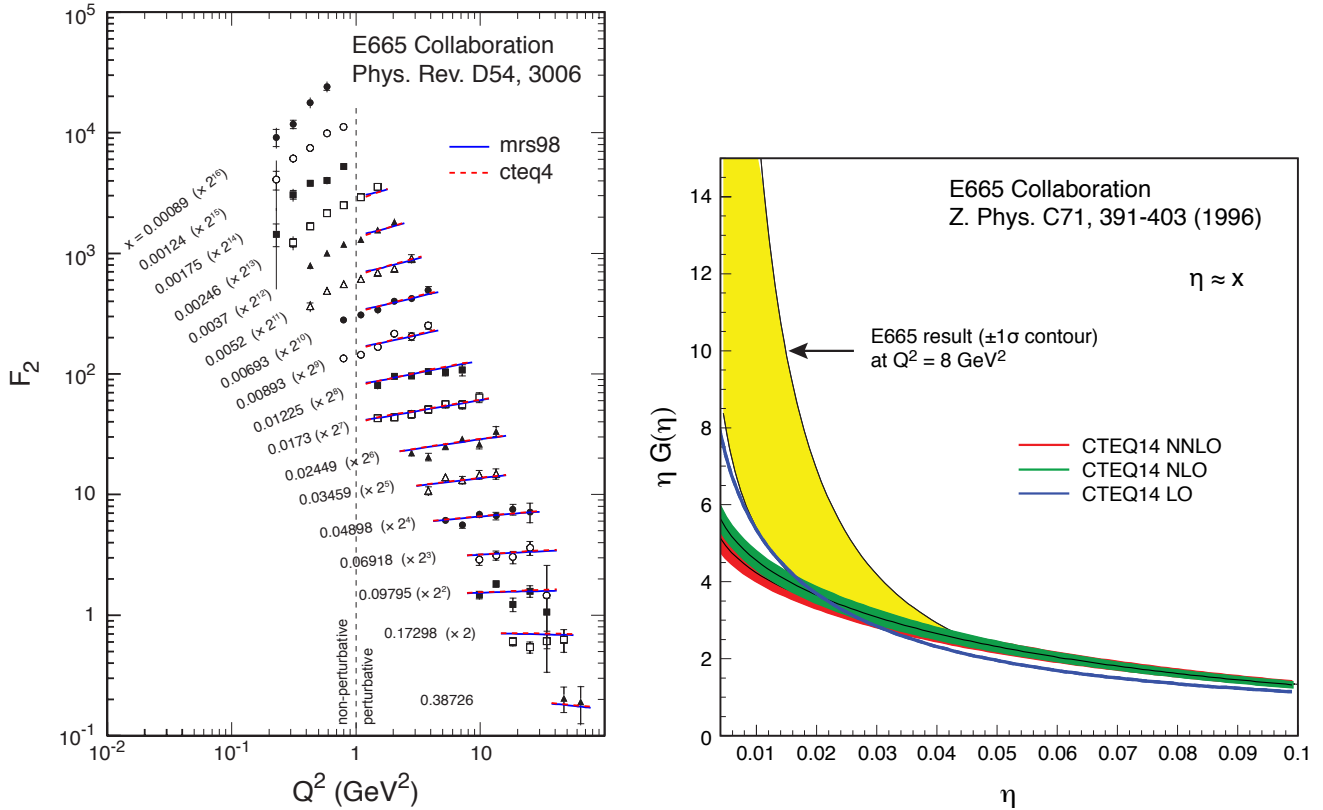 E665 Collaboration
Phys. Rev. D54, 3006
mrs98
cteq4
10^5
10^4
10^3
10^2
10
1
10^-1
F_2
x = 0.00089 (× 2^16)
0.00124 (× 2^15)
0.00175 (× 2^14)
0.00246 (× 2^13)
0.0037 (× 2^12)
0.0052 (× 2^11)
0.00693 (× 2^10)
0.00893 (× 2^9)
0.01225 (× 2^8)
0.0173 (× 2^7)
0.02449 (× 2^6)
0.03459 (× 2^5)
0.04898 (× 2^4)
0.06918 (× 2^3)
0.09795 (× 2^2)
0.17298 (× 2)
0.38726
non-perturbative
perturbative
10^-2
10^-1
1
10
Q^2 (GeV^2)
E665 Collaboration
Z. Phys. C71, 391-403 (1996)
η ≈ x
E665 result (±1σ contour)
at Q^2 = 8 GeV^2
CTEQ14 NNLO
CTEQ14 NLO
CTEQ14 LO
η G(η)
14
12
10
8
6
4
2
0
0.01
0.02
0.03
0.04
0.05
0.06
0.07
0.08
0.09
0.1
η